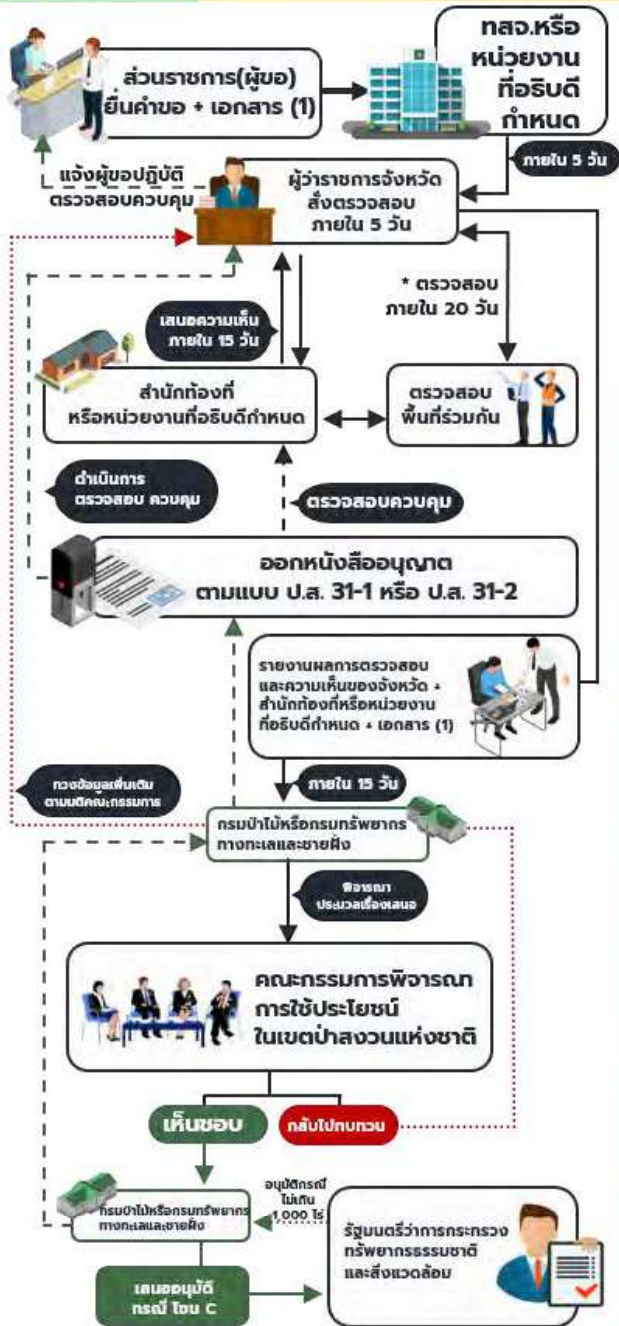 ส่วนราชการ(ผู้ขอ)
ยื่นคำขอ + เอกสาร (1)
ทสจ.หรือ
หน่วยงาน
ที่อธิบดี
กำหนด
ภายใน 5 วัน
แจ้งผู้ขอปฏิบัติ
ตรวจสอบควบคุม
ผู้ว่าราชการจังหวัด
สั่งตรวจสอบ
ภายใน 5 วัน
* ตรวจสอบ
ภายใน 20 วัน
เสนอความเห็น
ภายใน 15 วัน
สำนักท้องที่
หรือหน่วยงานที่อธิบดีกำหนด
ตรวจสอบ
พื้นที่ร่วมกัน
ดำเนินการ
ตรวจสอบ ควบคุม
ตรวจสอบควบคุม
ออกหนังสืออนุญาต
ตามแบบ ป.ส. 31-1 หรือ ป.ส. 31-2
รายงานผลการตรวจสอบ
และความเห็นของจังหวัด +
สำนักท้องที่หรือหน่วยงาน
ที่อธิบดีกำหนด + เอกสาร (1)
ทวงข้อมูลเพิ่มเติม
ตามมติคณะกรรมการ
ภายใน 15 วัน
กรมป่าไม้หรือกรมทรัพยากร
ทางทะเลและชายฝั่ง
พิจารณา
ประมวลเรื่องเสนอ
คณะกรรมการพิจารณา
การใช้ประโยชน์
ในเขตป่าสงวนแห่งชาติ
เห็นชอบ
กลับไปทบทวน
กรมป่าไม้หรือกรมทรัพยากร
ทางทะเลและชายฝั่ง
อนุมัติกรณี
ไม่เกิน
1,000 ไร่
รัฐมนตรีว่าการกระทรวง
ทรัพยากรธรรมชาติ
และสิ่งแวดล้อม
เสนออนุมัติ
กรณี โซน C